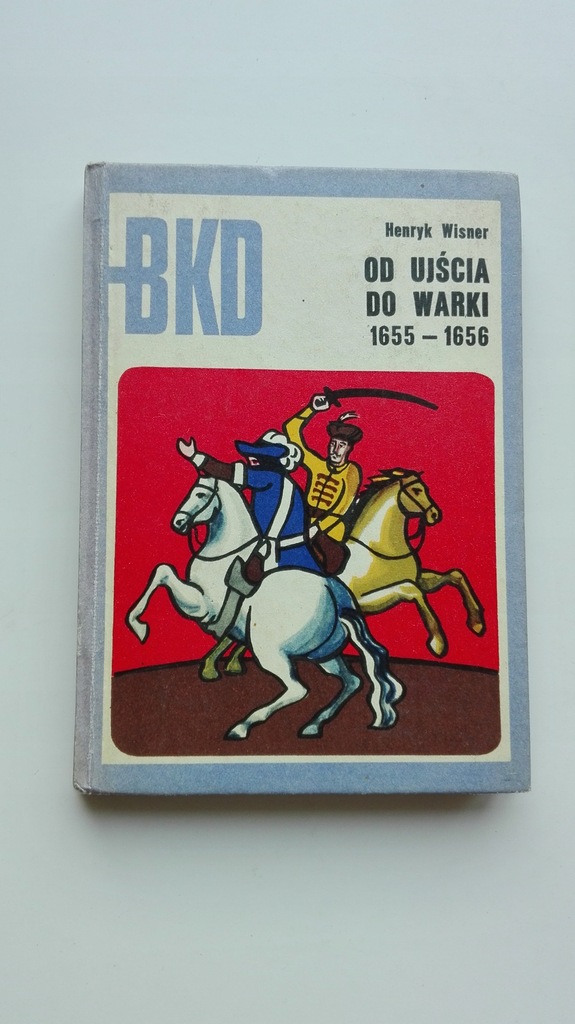 BKD
Henryk Wisner
OD UJŚCIA
DO WARKI
1655 – 1656